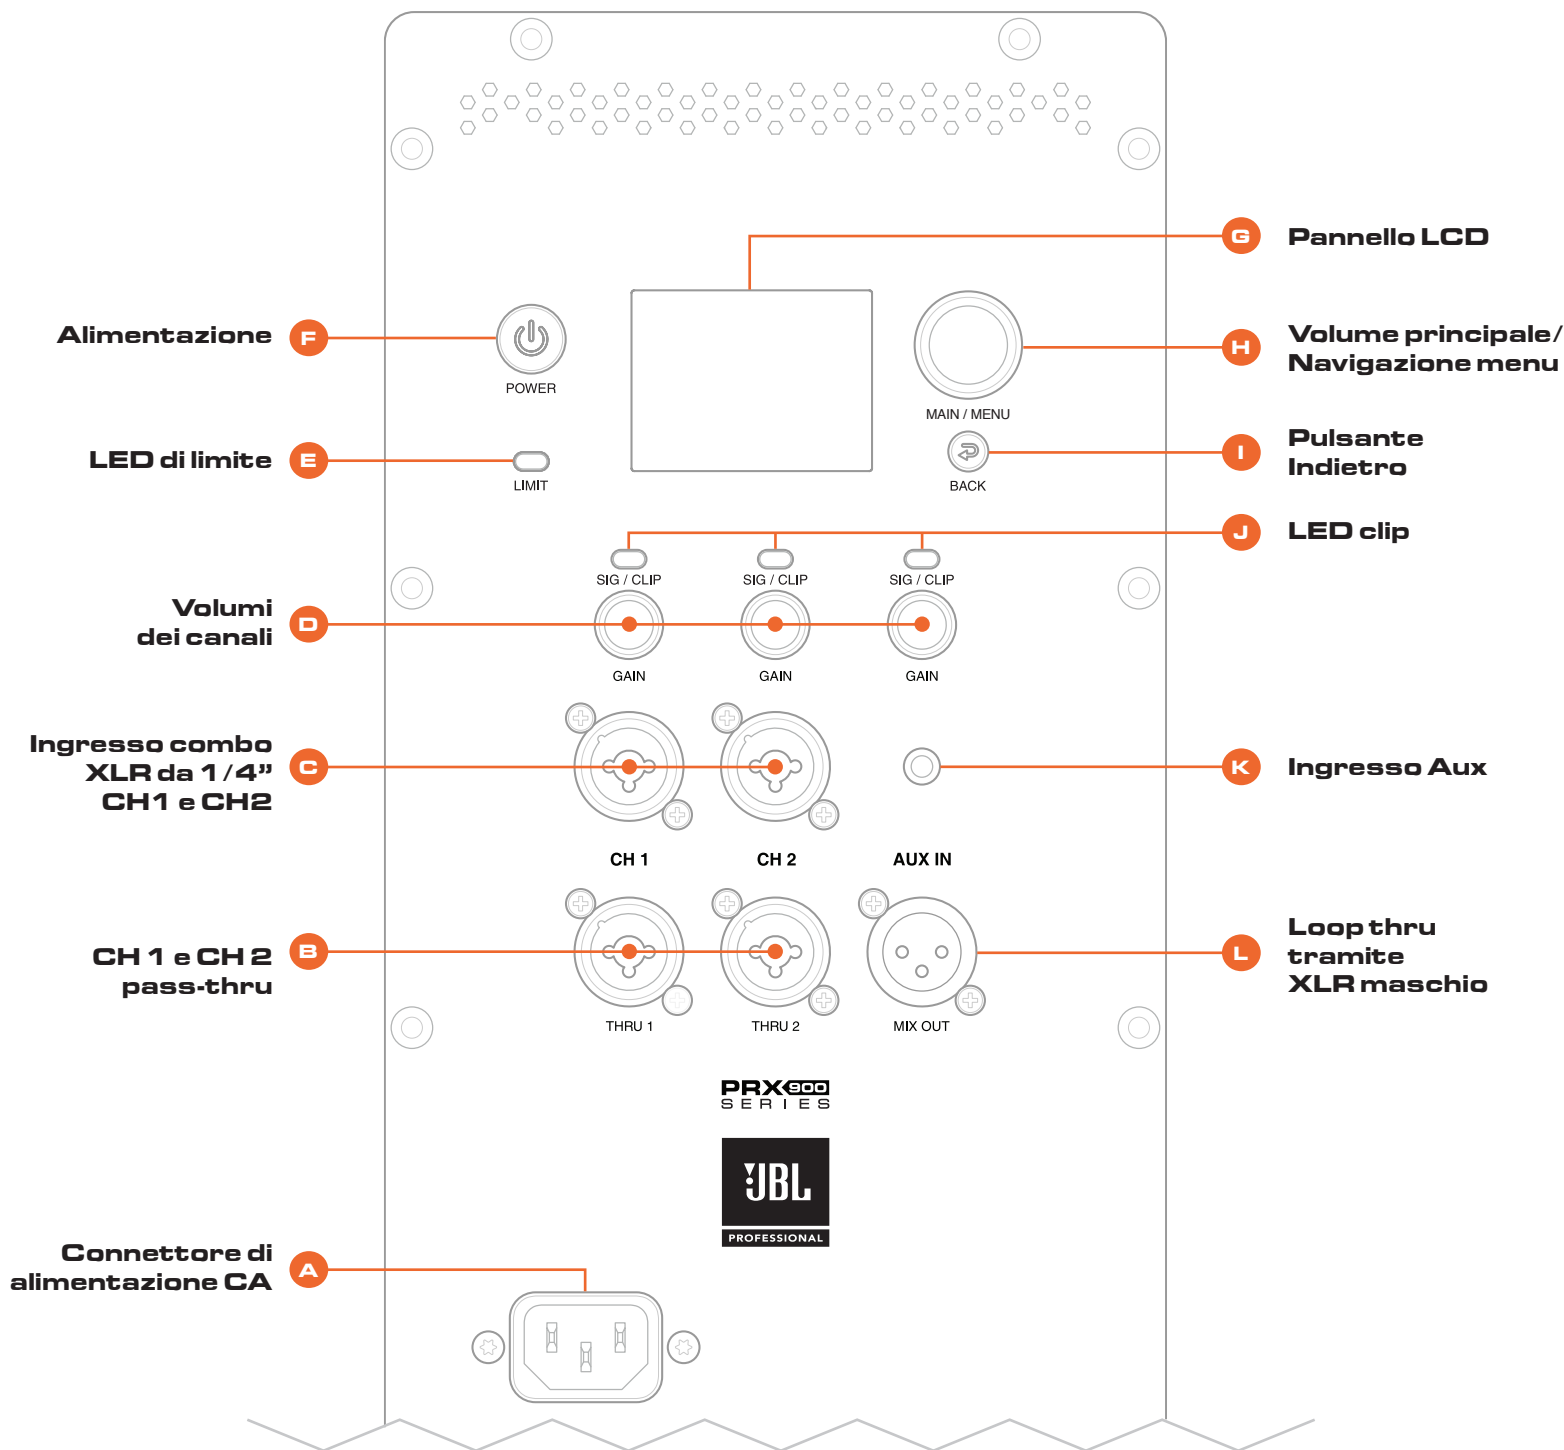 G
Pannello LCD
Alimentazione
F
POWER
MAIN / MENU
H
Volume principale/
Navigazione menu
LED di limite
E
LIMIT
BACK
I
Pulsante
Indietro
J
LED clip
SIG / CLIP
SIG / CLIP
SIG / CLIP
Volumi
dei canali
D
GAIN
GAIN
GAIN
Ingresso combo
XLR da 1/4”
CH1 e CH2
C
K
Ingresso Aux
CH 1
CH 2
AUX IN
CH 1 e CH 2
pass-thru
B
L
Loop thru
tramite
XLR maschio
THRU 1
THRU 2
MIX OUT
PRX900
SERIES
JBL
PROFESSIONAL
Connettore di
alimentazione CA
A